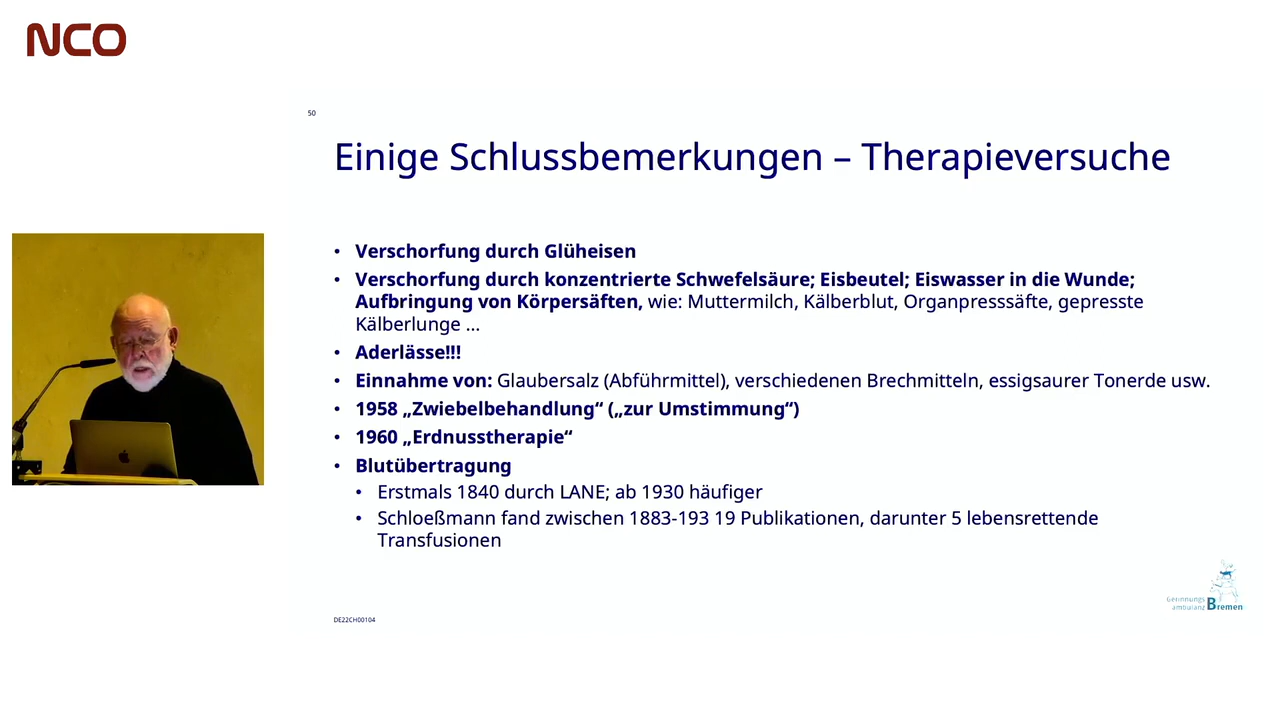 NCO
50
Einige Schlussbemerkungen – Therapieversuche
• Verschorfung durch Glüheisen
• Verschorfung durch konzentrierte Schwefelsäure; Eisbeutel; Eiswasser in die Wunde;
Aufbringung von Körpersäften, wie: Muttermilch, Kälberblut, Organpresssäfte, gepresste
Kälberlunge ...
• Aderlässe!!!
• Einnahme von: Glaubersalz (Abführmittel), verschiedenen Brechmitteln, essigsaurer Tonerde usw.
• 1958 „Zwiebelbehandlung“ („zur Umstimmung“)
• 1960 „Erdnusstherapie“
• Blutübertragung
• Erstmals 1840 durch LANE; ab 1930 häufiger
• Schloeßmann fand zwischen 1883-193 19 Publikationen, darunter 5 lebensrettende
Transfusionen
Gerinnungs
ambulanz Bremen
DE22CH00104